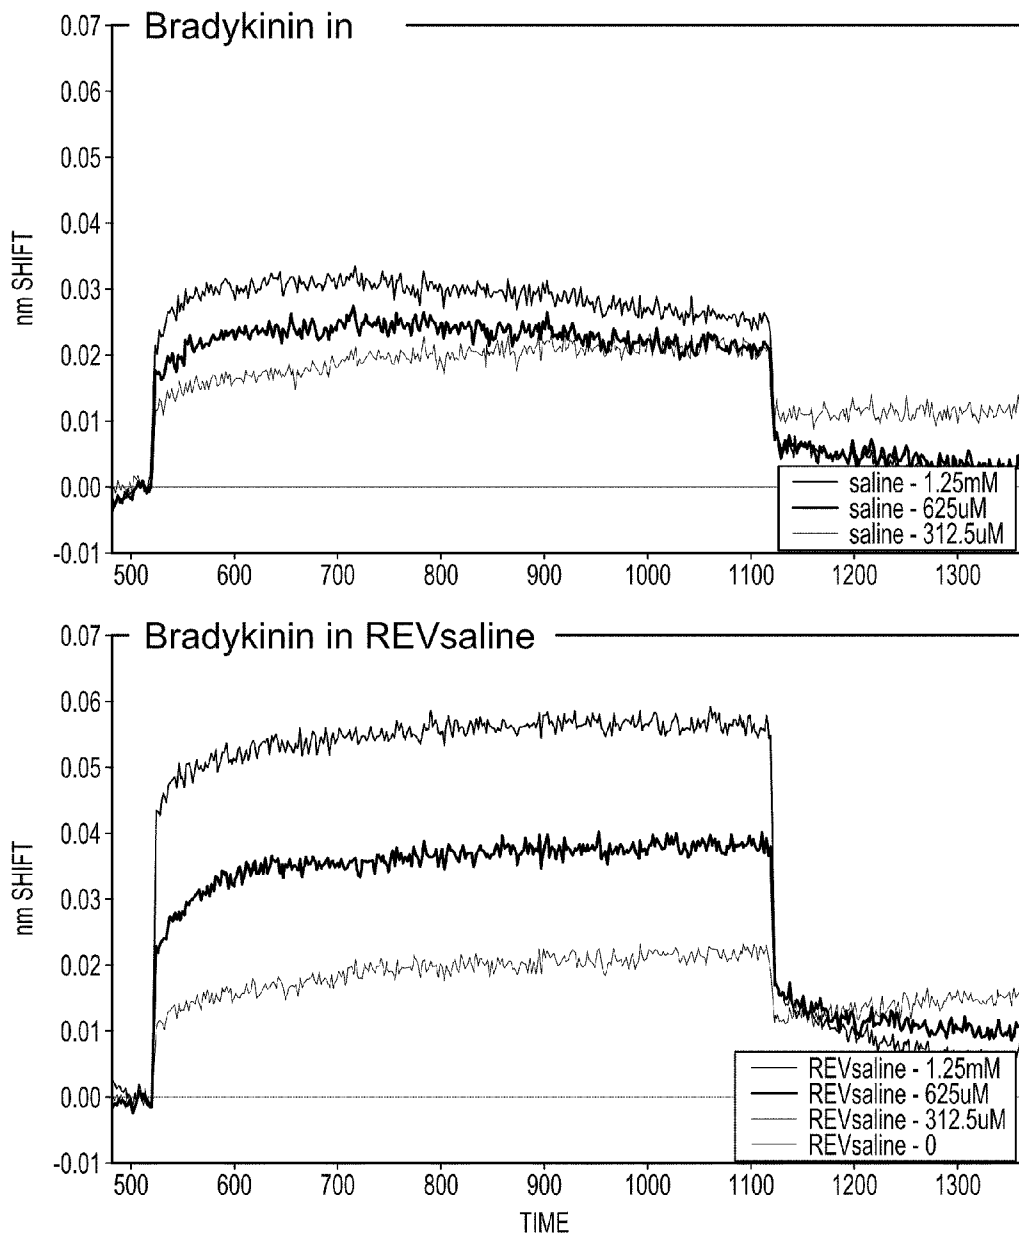 Bradykinin in
0.07
0.06
0.05
0.04
0.03
0.02
0.01
0.00
-0.01
nm SHIFT
saline - 1.25mM
saline - 625uM
saline - 312.5uM
500 600 700 800 900 1000 1100 1200 1300
Bradykinin in REVsaline
0.07
0.06
0.05
0.04
0.03
0.02
0.01
0.00
-0.01
nm SHIFT
REVsaline - 1.25mM
REVsaline - 625uM
REVsaline - 312.5uM
REVsaline - 0
500 600 700 800 900 1000 1100 1200 1300
TIME